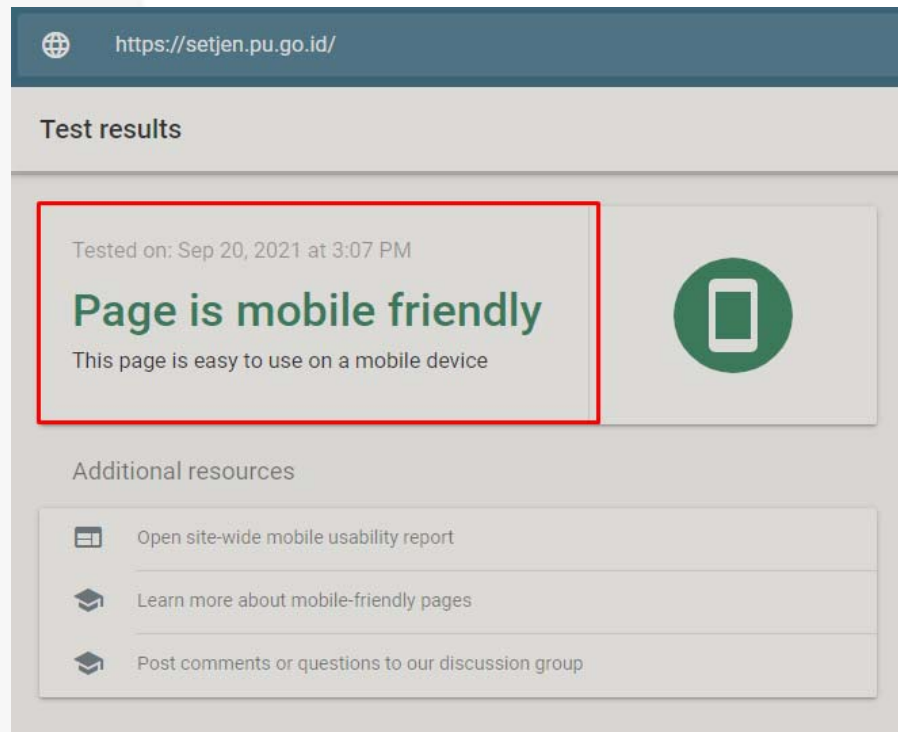 https://setjen.pu.go.id/
Test results
Tested on: Sep 20, 2021 at 3:07 PM
Page is mobile friendly
This page is easy to use on a mobile device
Additional resources
Open site-wide mobile usability report
Learn more about mobile-friendly pages
Post comments or questions to our discussion group